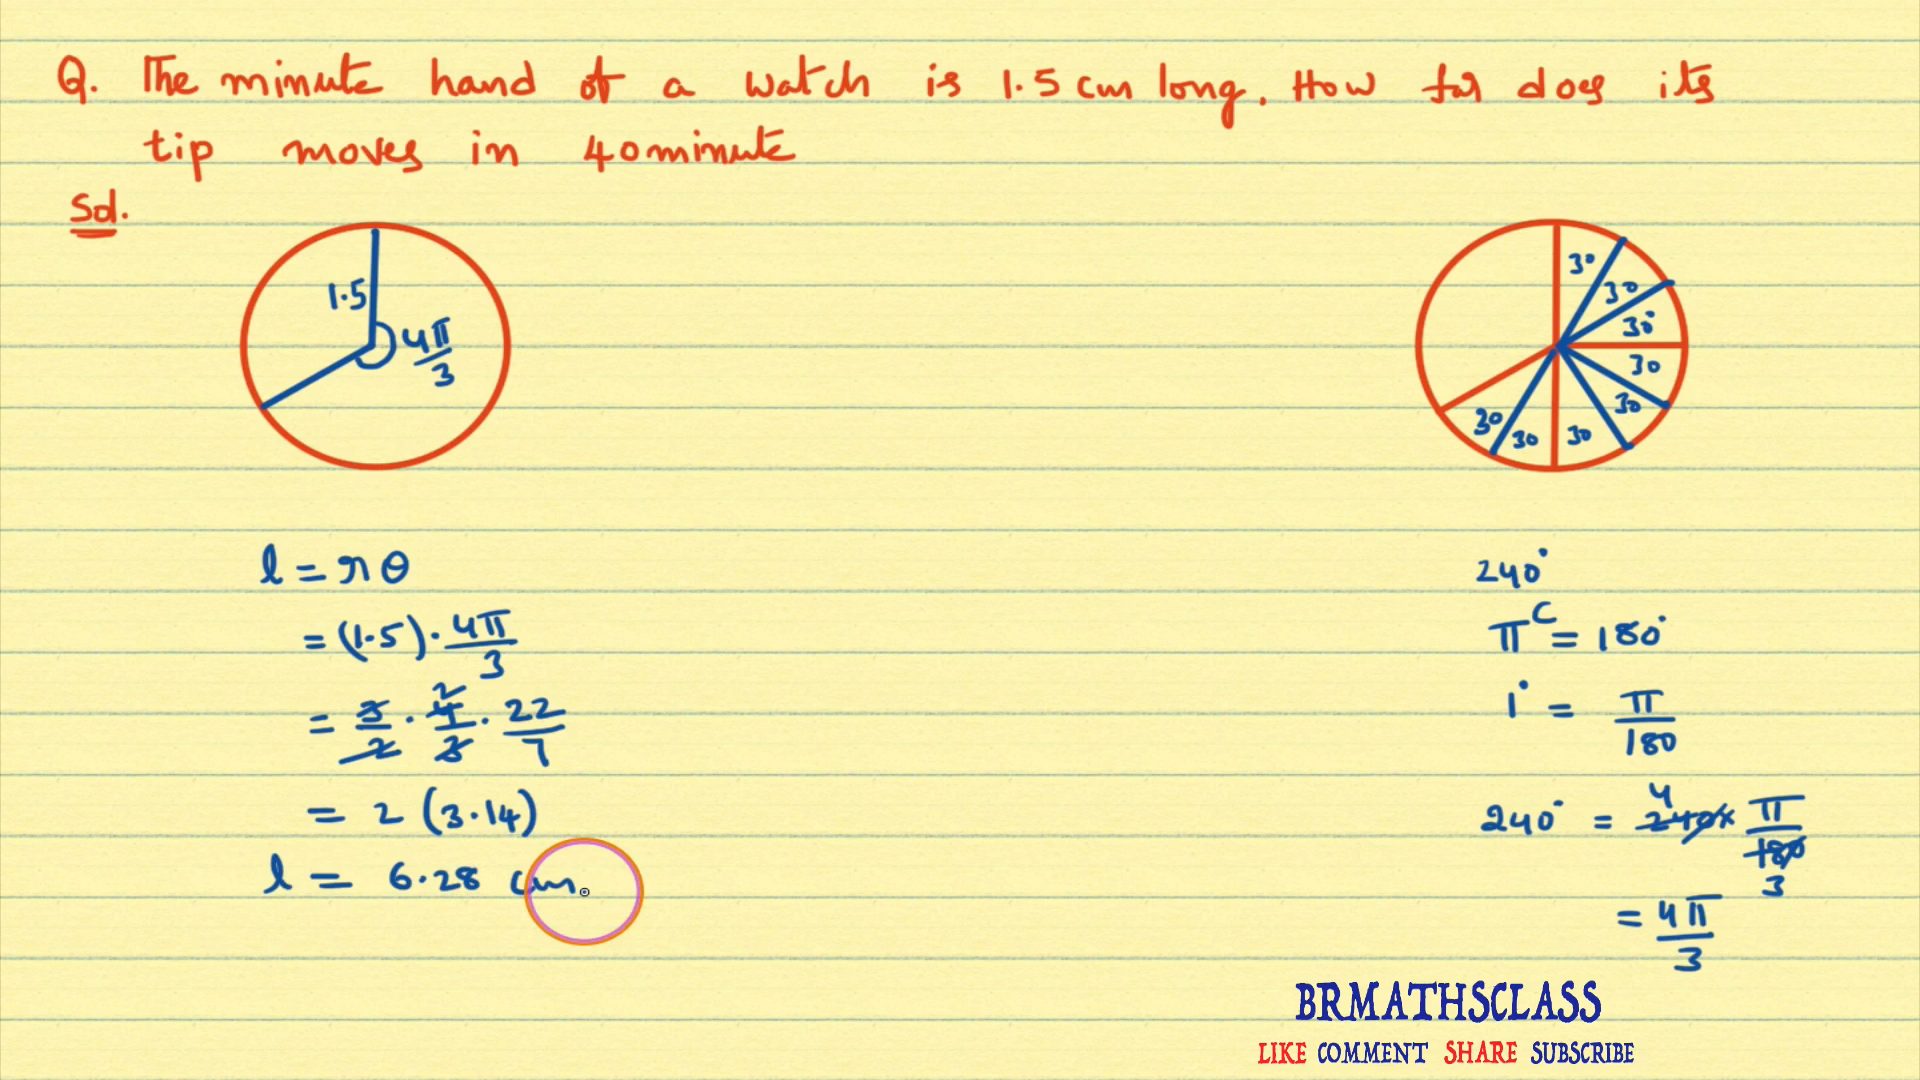 Q. The minute hand of a watch is 1.5 cm long. How far does its
tip moves in 40 minute
Sol.
1.5
4π/3
30
30
30°
30
30
30
30
30
l = r θ
= (1.5) · 4π/3
= 3/2 · 4/3 · 22/7
2
= 2 (3.14)
l = 6.28 cm.
240°
π^c = 180°
1° = π/180
240° = 240 × π/180
4
3
= 4π/3
BRMATHSCLASS
LIKE COMMENT SHARE SUBSCRIBE